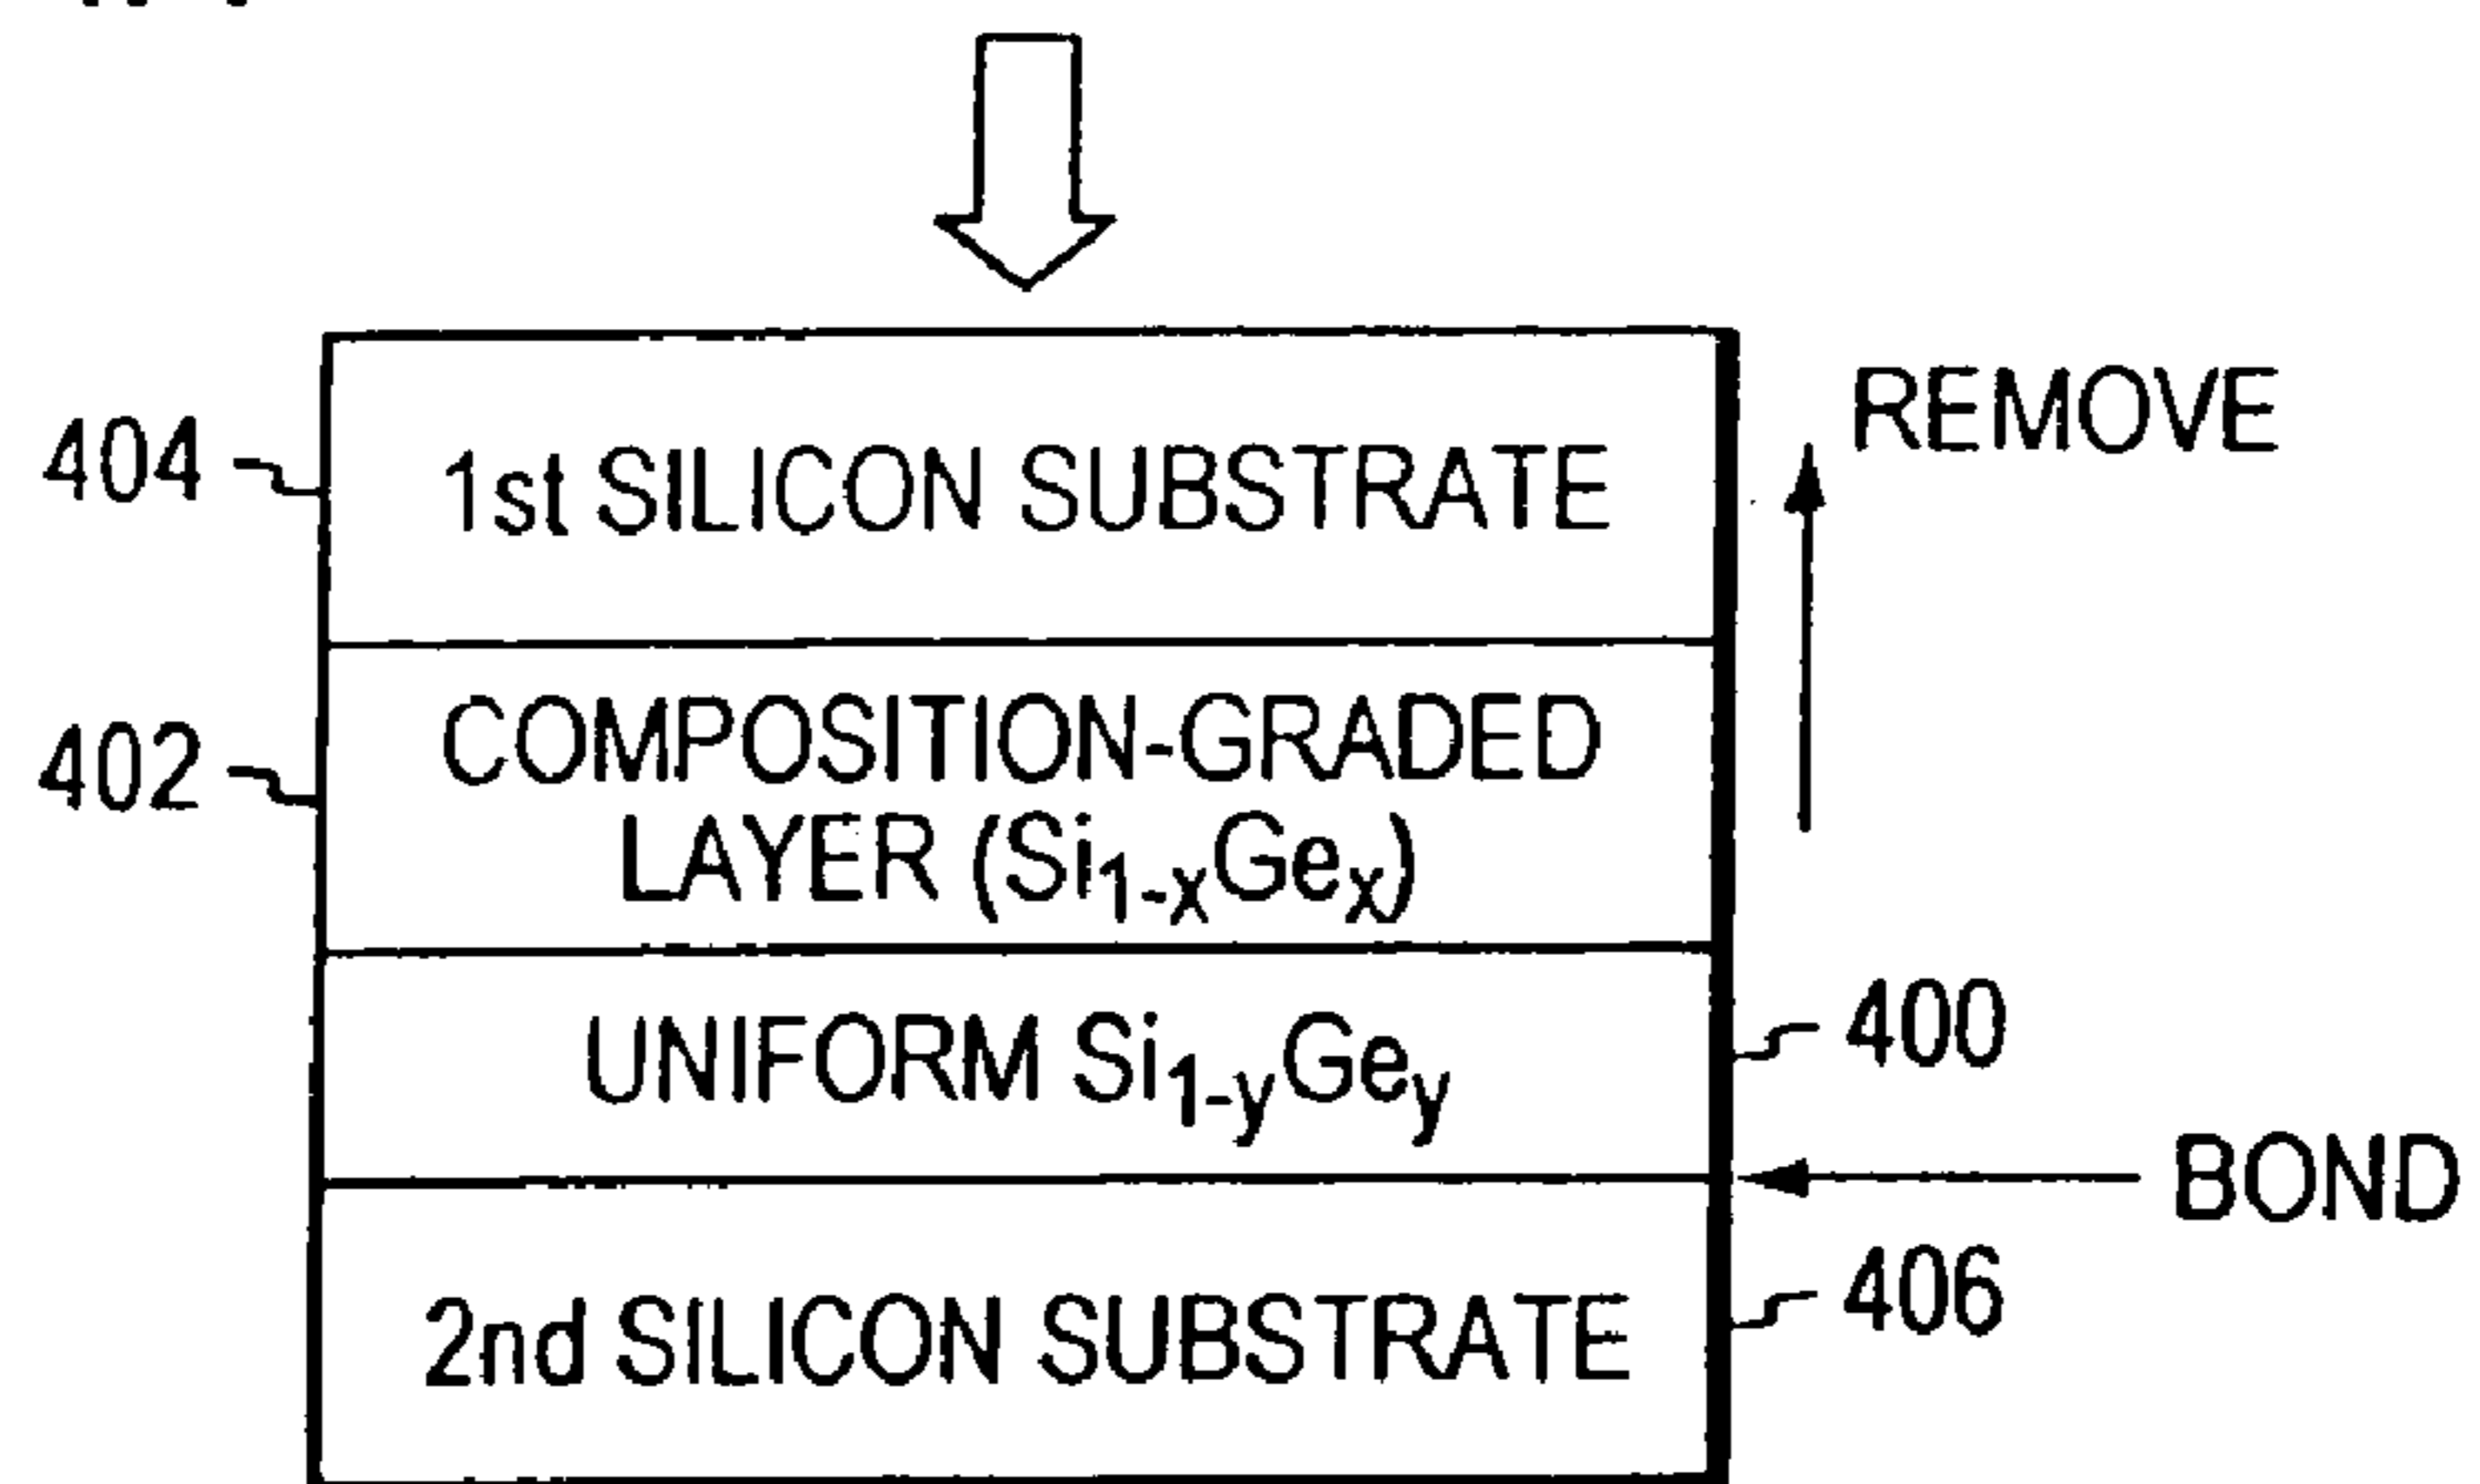 REMOVE
404
1st SILICON SUBSTRATE
402
COMPOSITION-GRADED
LAYER (Si1-xGex)
UNIFORM Si1-yGey
400
BOND
2nd SILICON SUBSTRATE
406